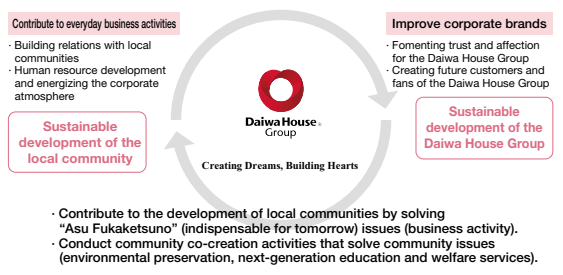 Contribute to everyday business activities
· Building relations with local
communities
· Human resource development
and energizing the corporate
atmosphere
Sustainable
development of the
local community
Improve corporate brands
· Fomenting trust and affection
for the Daiwa House Group
· Creating future customers and
fans of the Daiwa House Group
Sustainable
development of the
Daiwa House Group
Daiwa House®
Group
Creating Dreams, Building Hearts
· Contribute to the development of local communities by solving
“Asu Fukaketsuno” (indispensable for tomorrow) issues (business activity).
· Conduct community co-creation activities that solve community issues
(environmental preservation, next-generation education and welfare services).